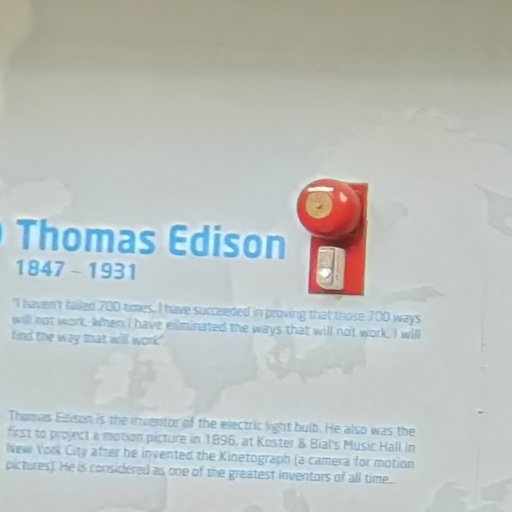 Thomas Edison
1847 - 1931
"I haven't failed 700 times. I have succeeded in proving that those 700 ways
will not work. When I have eliminated the ways that will not work, I will
find the way that will work"
Thomas Edison is the inventor of the electric light bulb. He also was the
first to project a motion picture in 1896, at Koster & Bial's Music Hall in
New York City after he invented the Kinetograph (a camera for motion
pictures). He is considered as one of the greatest inventors of all time.